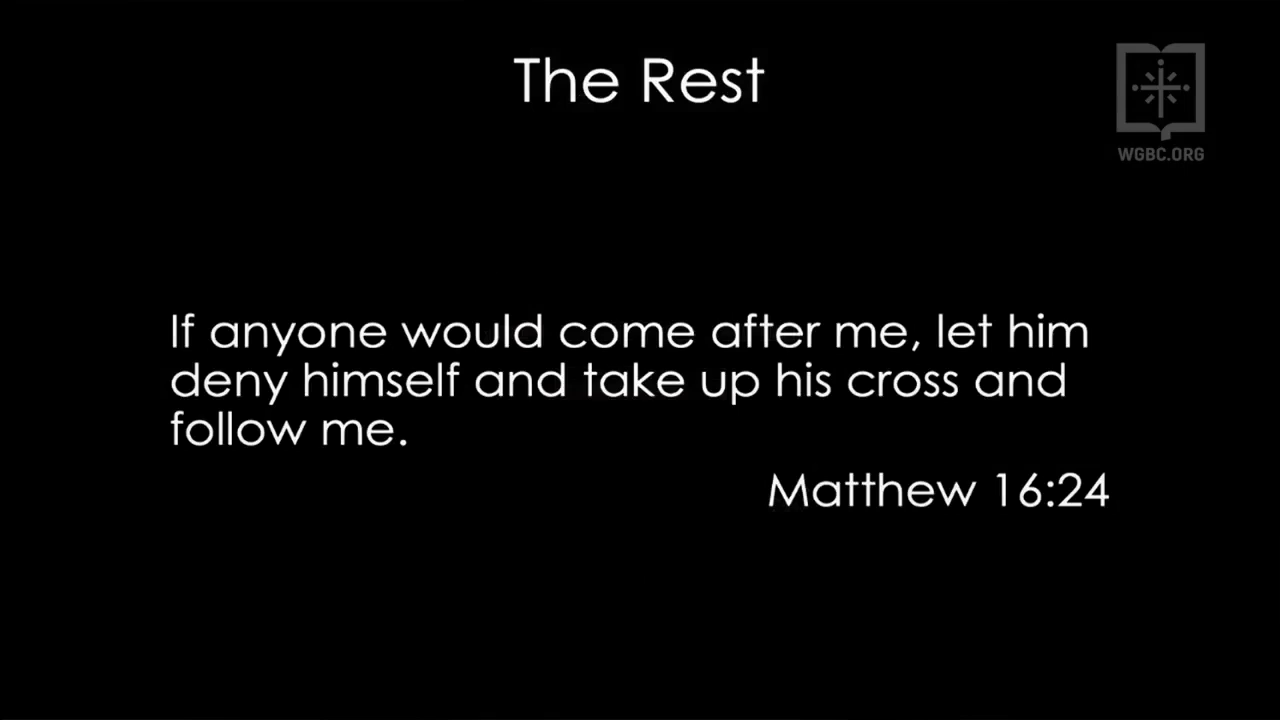 The Rest
WGBC.ORG
If anyone would come after me, let him
deny himself and take up his cross and
follow me.
Matthew 16:24